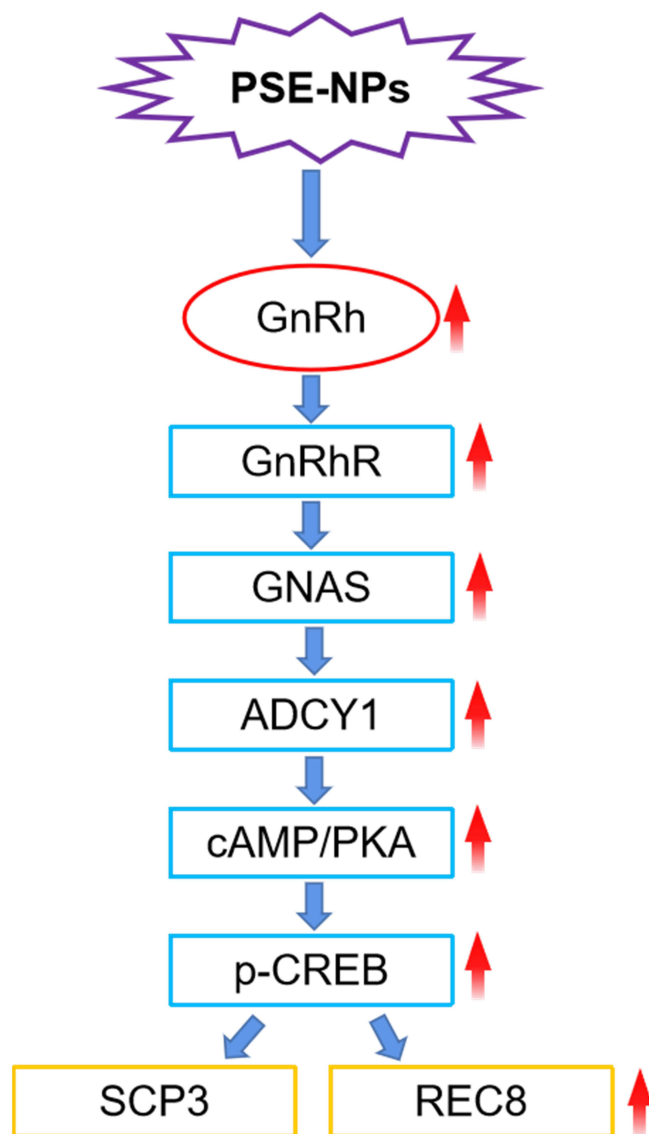 PSE-NPs
GnRh
GnRhR
GNAS
ADCY1
cAMP/PKA
p-CREB
SCP3 REC8